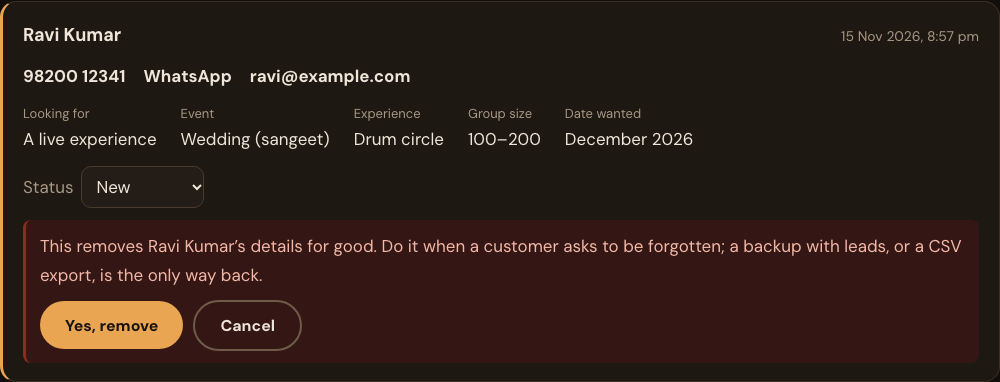 Ravi Kumar
15 Nov 2026, 8:57 pm
98200 12341 WhatsApp ravi@example.com
Looking for Event Experience Group size Date wanted
A live experience Wedding (sangeet) Drum circle 100–200 December 2026
Status New
This removes Ravi Kumar’s details for good. Do it when a customer asks to be forgotten; a backup with leads, or a CSV
export, is the only way back.
Yes, remove Cancel